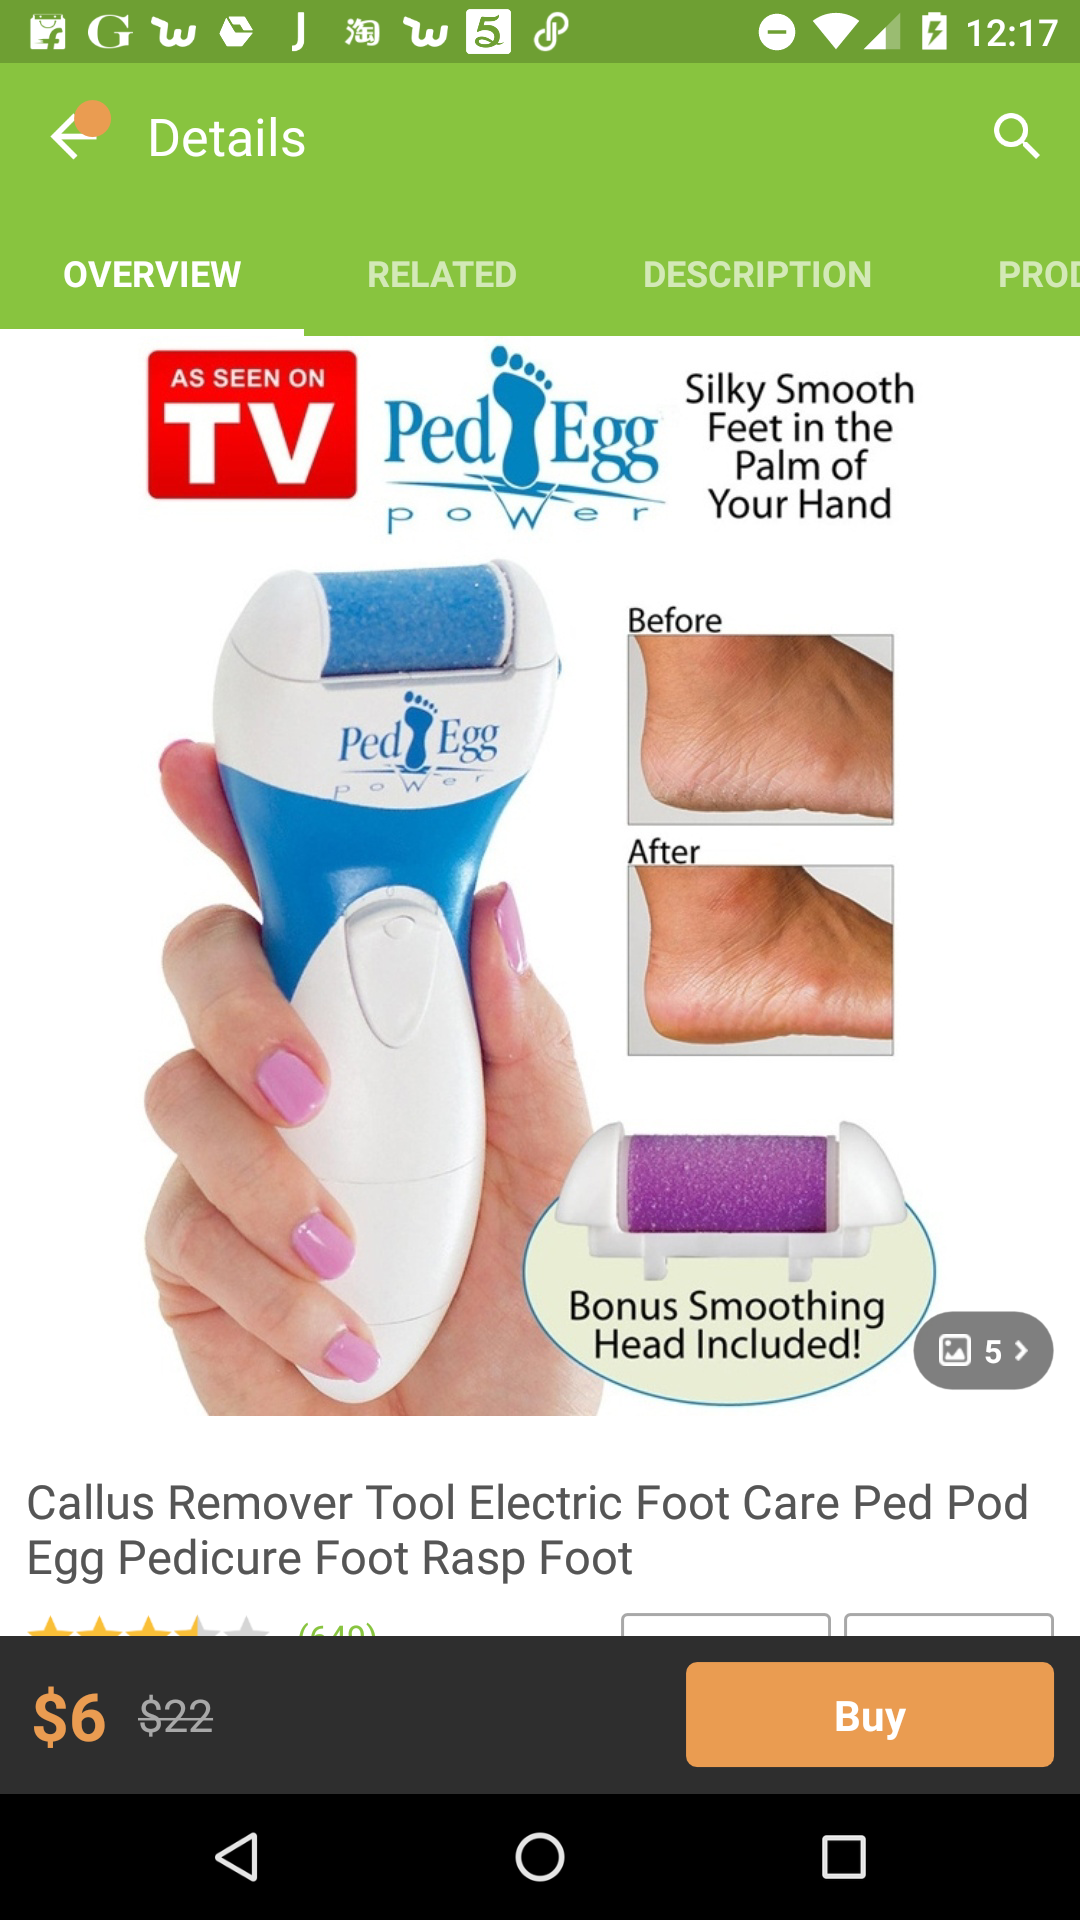 12:17
Details
OVERVIEW RELATED DESCRIPTION PROD
AS SEEN ON
TV
Ped Egg
power
Silky Smooth
Feet in the
Palm of
Your Hand
Before
Ped Egg
power
After
Bonus Smoothing
Head Included!
5
Callus Remover Tool Electric Foot Care Ped Pod
Egg Pedicure Foot Rasp Foot
(649)
$6 $22
Buy